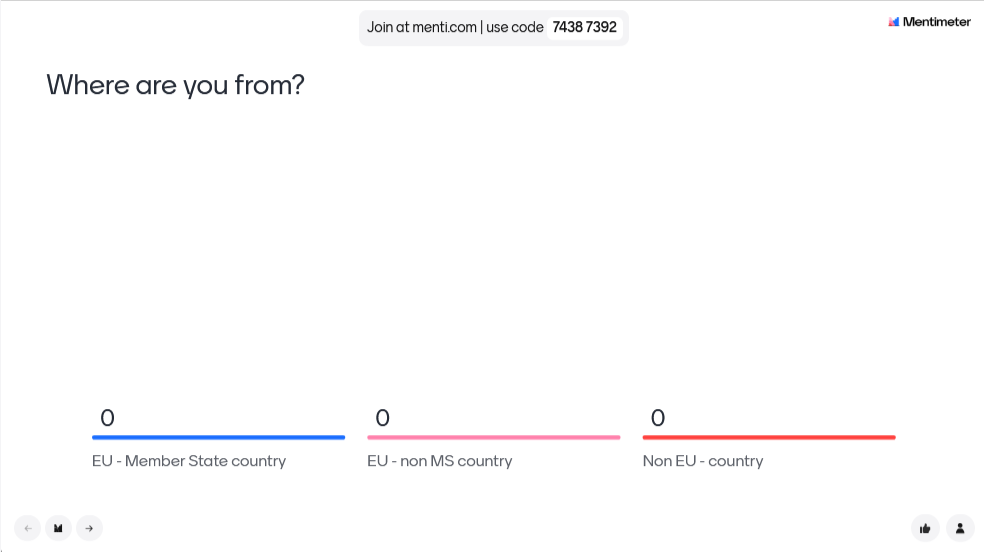 Join at menti.com | use code 7438 7392
Mentimeter
Where are you from?
0
0
0
EU - Member State country
EU - non MS country
Non EU - country